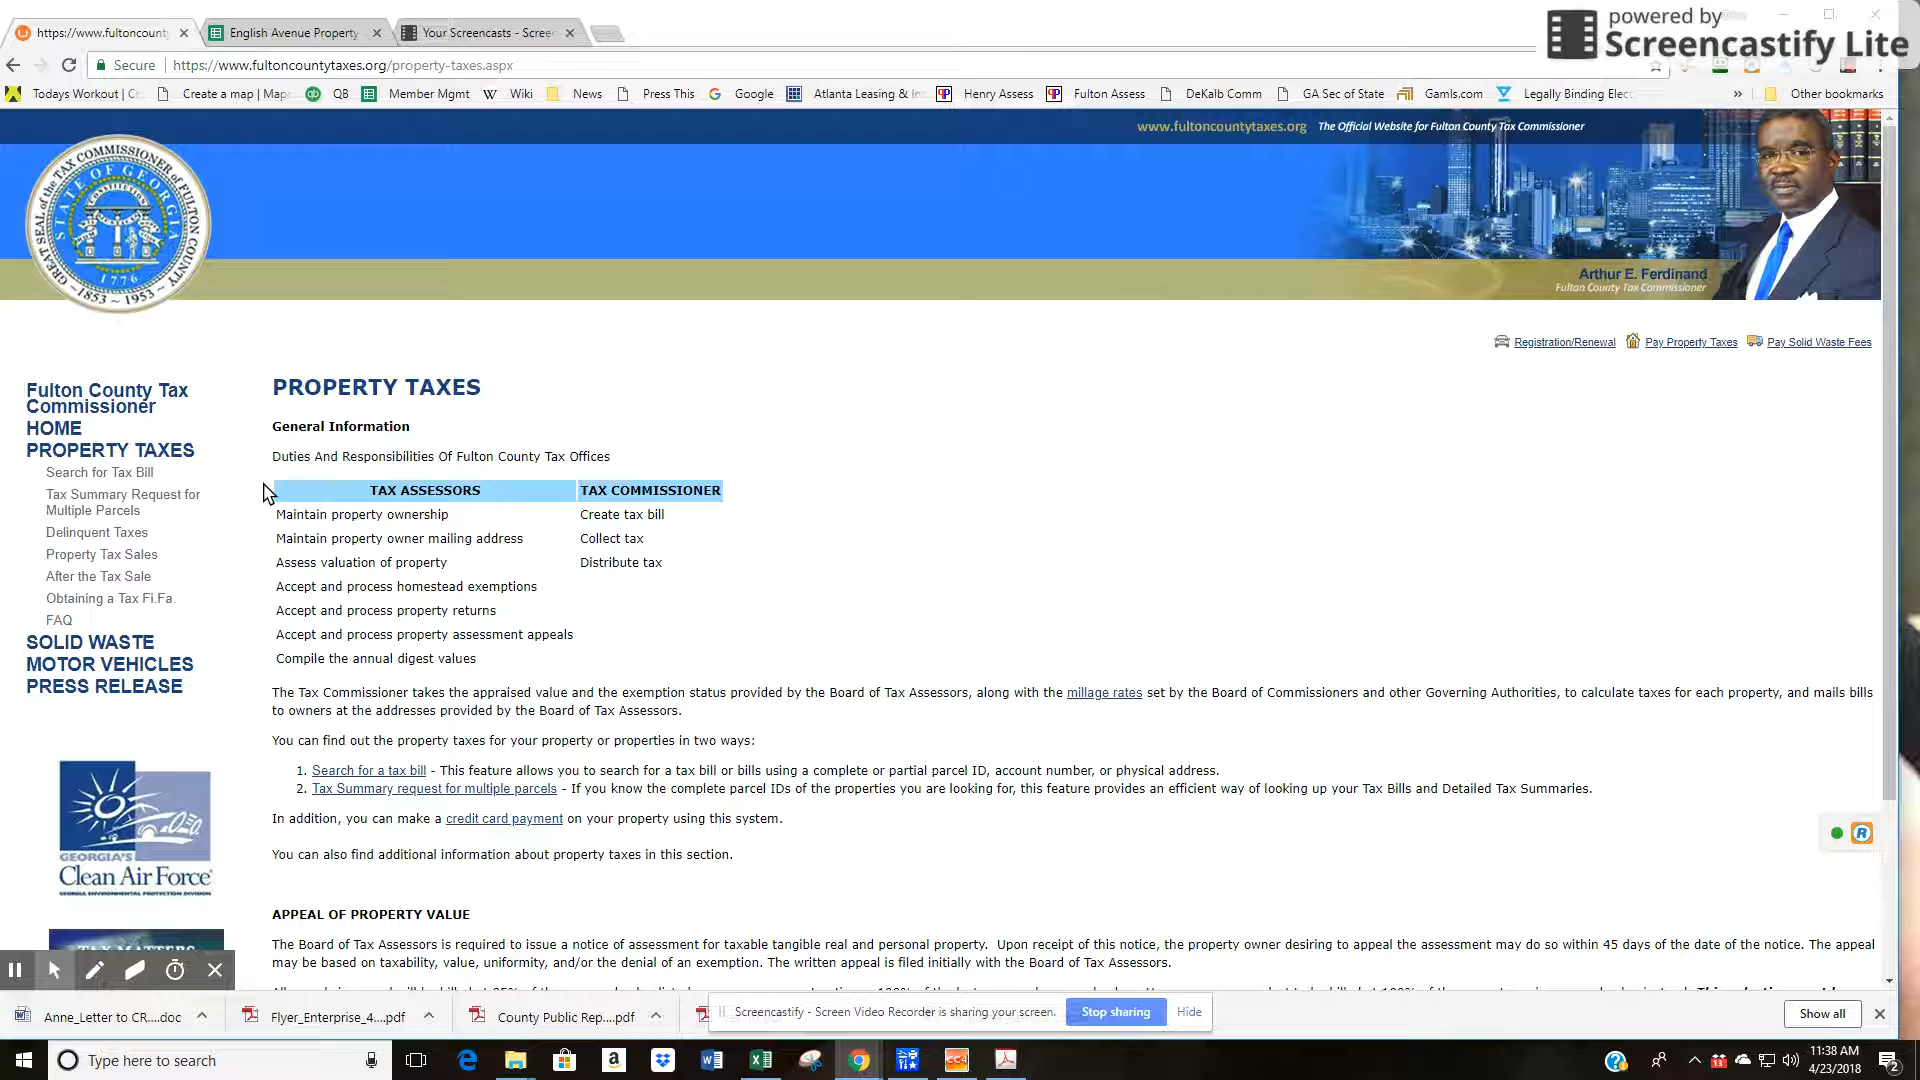 https://www.fultoncount
English Avenue Property
Your Screencasts - Scree
powered by
Screencastify Lite
Secure
https://www.fultoncountytaxes.org/property-taxes.aspx
Todays Workout | Cr
Create a map | Map
QB
Member Mgmt
Wiki
News
Press This
Google
Atlanta Leasing & In
Henry Assess
Fulton Assess
DeKalb Comm
GA Sec of State
Gamls.com
Legally Binding Elec
»
Other bookmarks
www.fultoncountytaxes.org The Official Website for Fulton County Tax Commissioner
GREAT SEAL of the TAX COMMISSIONER OF FULTON COUNTY
STATE OF GEORGIA
1776
~1853 ~ 1953~
Arthur E. Ferdinand
Fulton County Tax Commissioner
Registration/Renewal
Pay Property Taxes
Pay Solid Waste Fees
Fulton County Tax
Commissioner
HOME
PROPERTY TAXES
Search for Tax Bill
Tax Summary Request for
Multiple Parcels
Delinquent Taxes
Property Tax Sales
After the Tax Sale
Obtaining a Tax Fi.Fa.
FAQ
SOLID WASTE
MOTOR VEHICLES
PRESS RELEASE
GEORGIA'S
Clean Air Force
GEORGIA ENVIRONMENTAL PROTECTION DIVISION
TAX MATTERS
PROPERTY TAXES
General Information
Duties And Responsibilities Of Fulton County Tax Offices
TAX ASSESSORS TAX COMMISSIONER
Maintain property ownership Create tax bill
Maintain property owner mailing address Collect tax
Assess valuation of property Distribute tax
Accept and process homestead exemptions
Accept and process property returns
Accept and process property assessment appeals
Compile the annual digest values
The Tax Commissioner takes the appraised value and the exemption status provided by the Board of Tax Assessors, along with the millage rates set by the Board of Commissioners and other Governing Authorities, to calculate taxes for each property, and mails bills
to owners at the addresses provided by the Board of Tax Assessors.
You can find out the property taxes for your property or properties in two ways:
1. Search for a tax bill - This feature allows you to search for a tax bill or bills using a complete or partial parcel ID, account number, or physical address.
2. Tax Summary request for multiple parcels - If you know the complete parcel IDs of the properties you are looking for, this feature provides an efficient way of looking up your Tax Bills and Detailed Tax Summaries.
In addition, you can make a credit card payment on your property using this system.
You can also find additional information about property taxes in this section.
APPEAL OF PROPERTY VALUE
The Board of Tax Assessors is required to issue a notice of assessment for taxable tangible real and personal property. Upon receipt of this notice, the property owner desiring to appeal the assessment may do so within 45 days of the date of the notice. The appeal
may be based on taxability, value, uniformity, and/or the denial of an exemption. The written appeal is filed initially with the Board of Tax Assessors.
Anne_Letter to CR....doc
Flyer_Enterprise_4....pdf
County Public Rep....pdf
Screencastify - Screen Video Recorder is sharing your screen.
Stop sharing
Hide
Show all
Type here to search
11:38 AM
4/23/2018
2